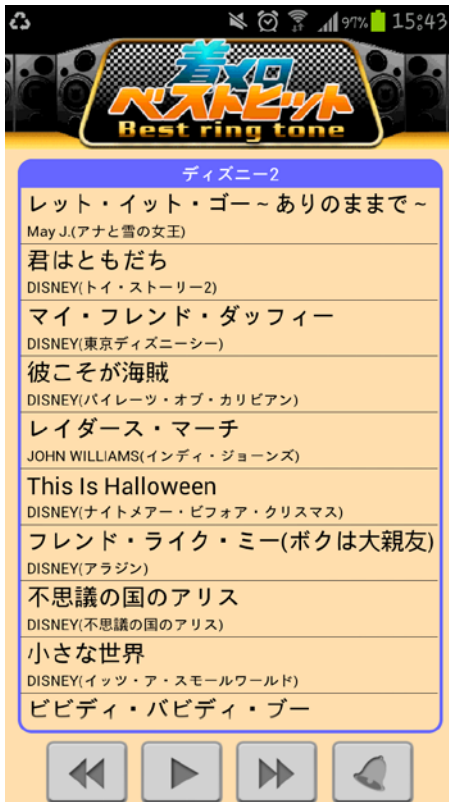 97% 15:43
着メロ
ベストヒット
Best ring tone
ディズニー2
レット・イット・ゴー~ありのままで~
May J.(アナと雪の女王)
君はともだち
DISNEY(トイ・ストーリー2)
マイ・フレンド・ダッフィー
DISNEY(東京ディズニーシー)
彼こそが海賊
DISNEY(パイレーツ・オブ・カリビアン)
レイダース・マーチ
JOHN WILLIAMS(インディ・ジョーンズ)
This Is Halloween
DISNEY(ナイトメアー・ビフォア・クリスマス)
フレンド・ライク・ミー(ボクは大親友)
DISNEY(アラジン)
不思議の国のアリス
DISNEY(不思議の国のアリス)
小さな世界
DISNEY(イッツ・ア・スモールワールド)
ビビディ・バビディ・ブー